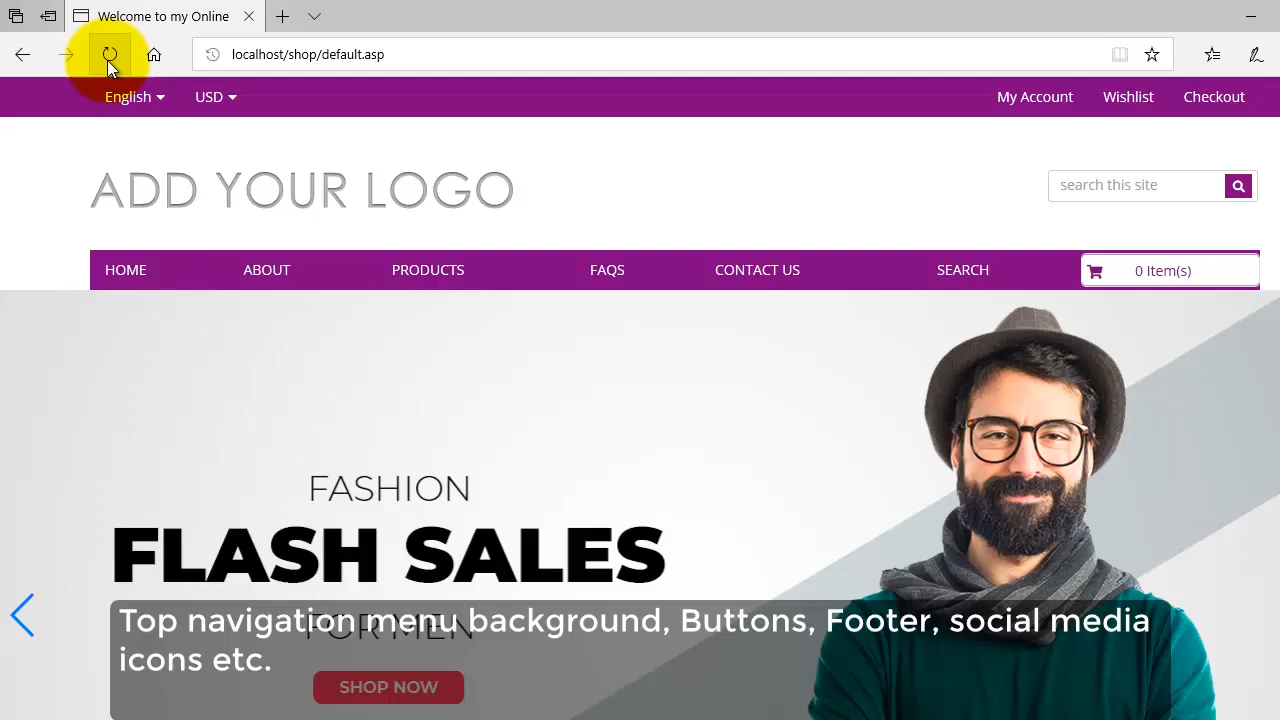 Welcome to my Online
localhost/shop/default.asp
English USD My Account Wishlist Checkout
ADD YOUR LOGO
search this site
HOME ABOUT PRODUCTS FAQS CONTACT US SEARCH 0 Item(s)
FASHION
FLASH SALES
FOR MEN
Top navigation menu background, Buttons, Footer, social media
icons etc.
SHOP NOW